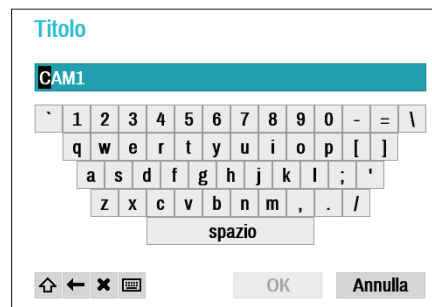 Titolo
CAM1
` 1 2 3 4 5 6 7 8 9 0 - = \
q w e r t y u i o p [ ]
a s d f g h j k l ; '
z x c v b n m , . /
spazio
OK Annulla